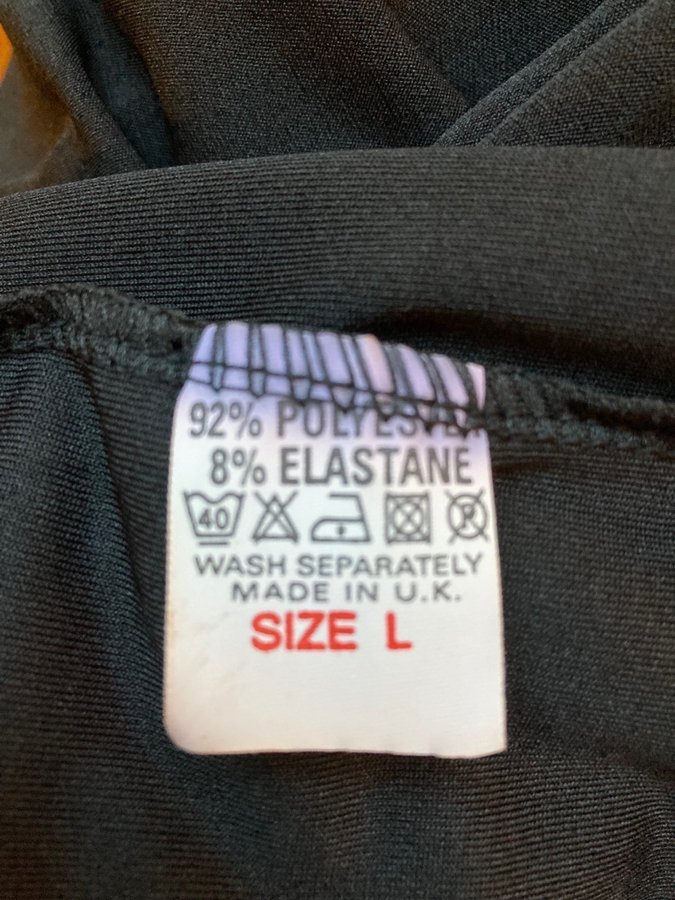 92% POLYESTER
8% ELASTANE
40 P
WASH SEPARATELY
MADE IN U.K.
SIZE L